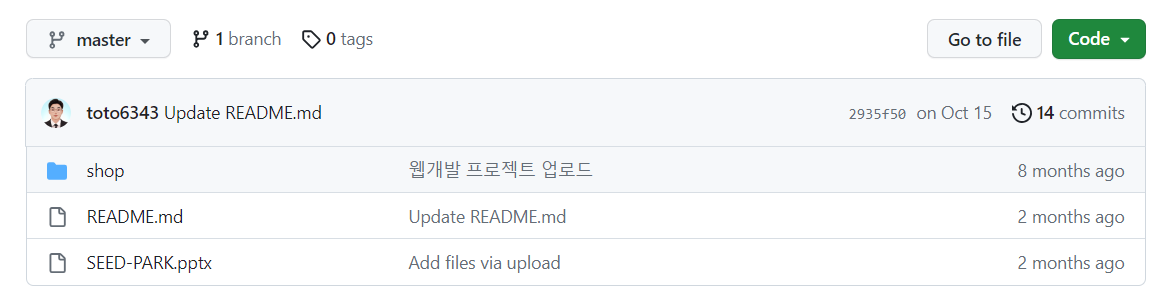 master 1 branch 0 tags Go to file Code
toto6343 Update README.md 2935f50 on Oct 15 14 commits
shop 웹개발 프로젝트 업로드 8 months ago
README.md Update README.md 2 months ago
SEED-PARK.pptx Add files via upload 2 months ago